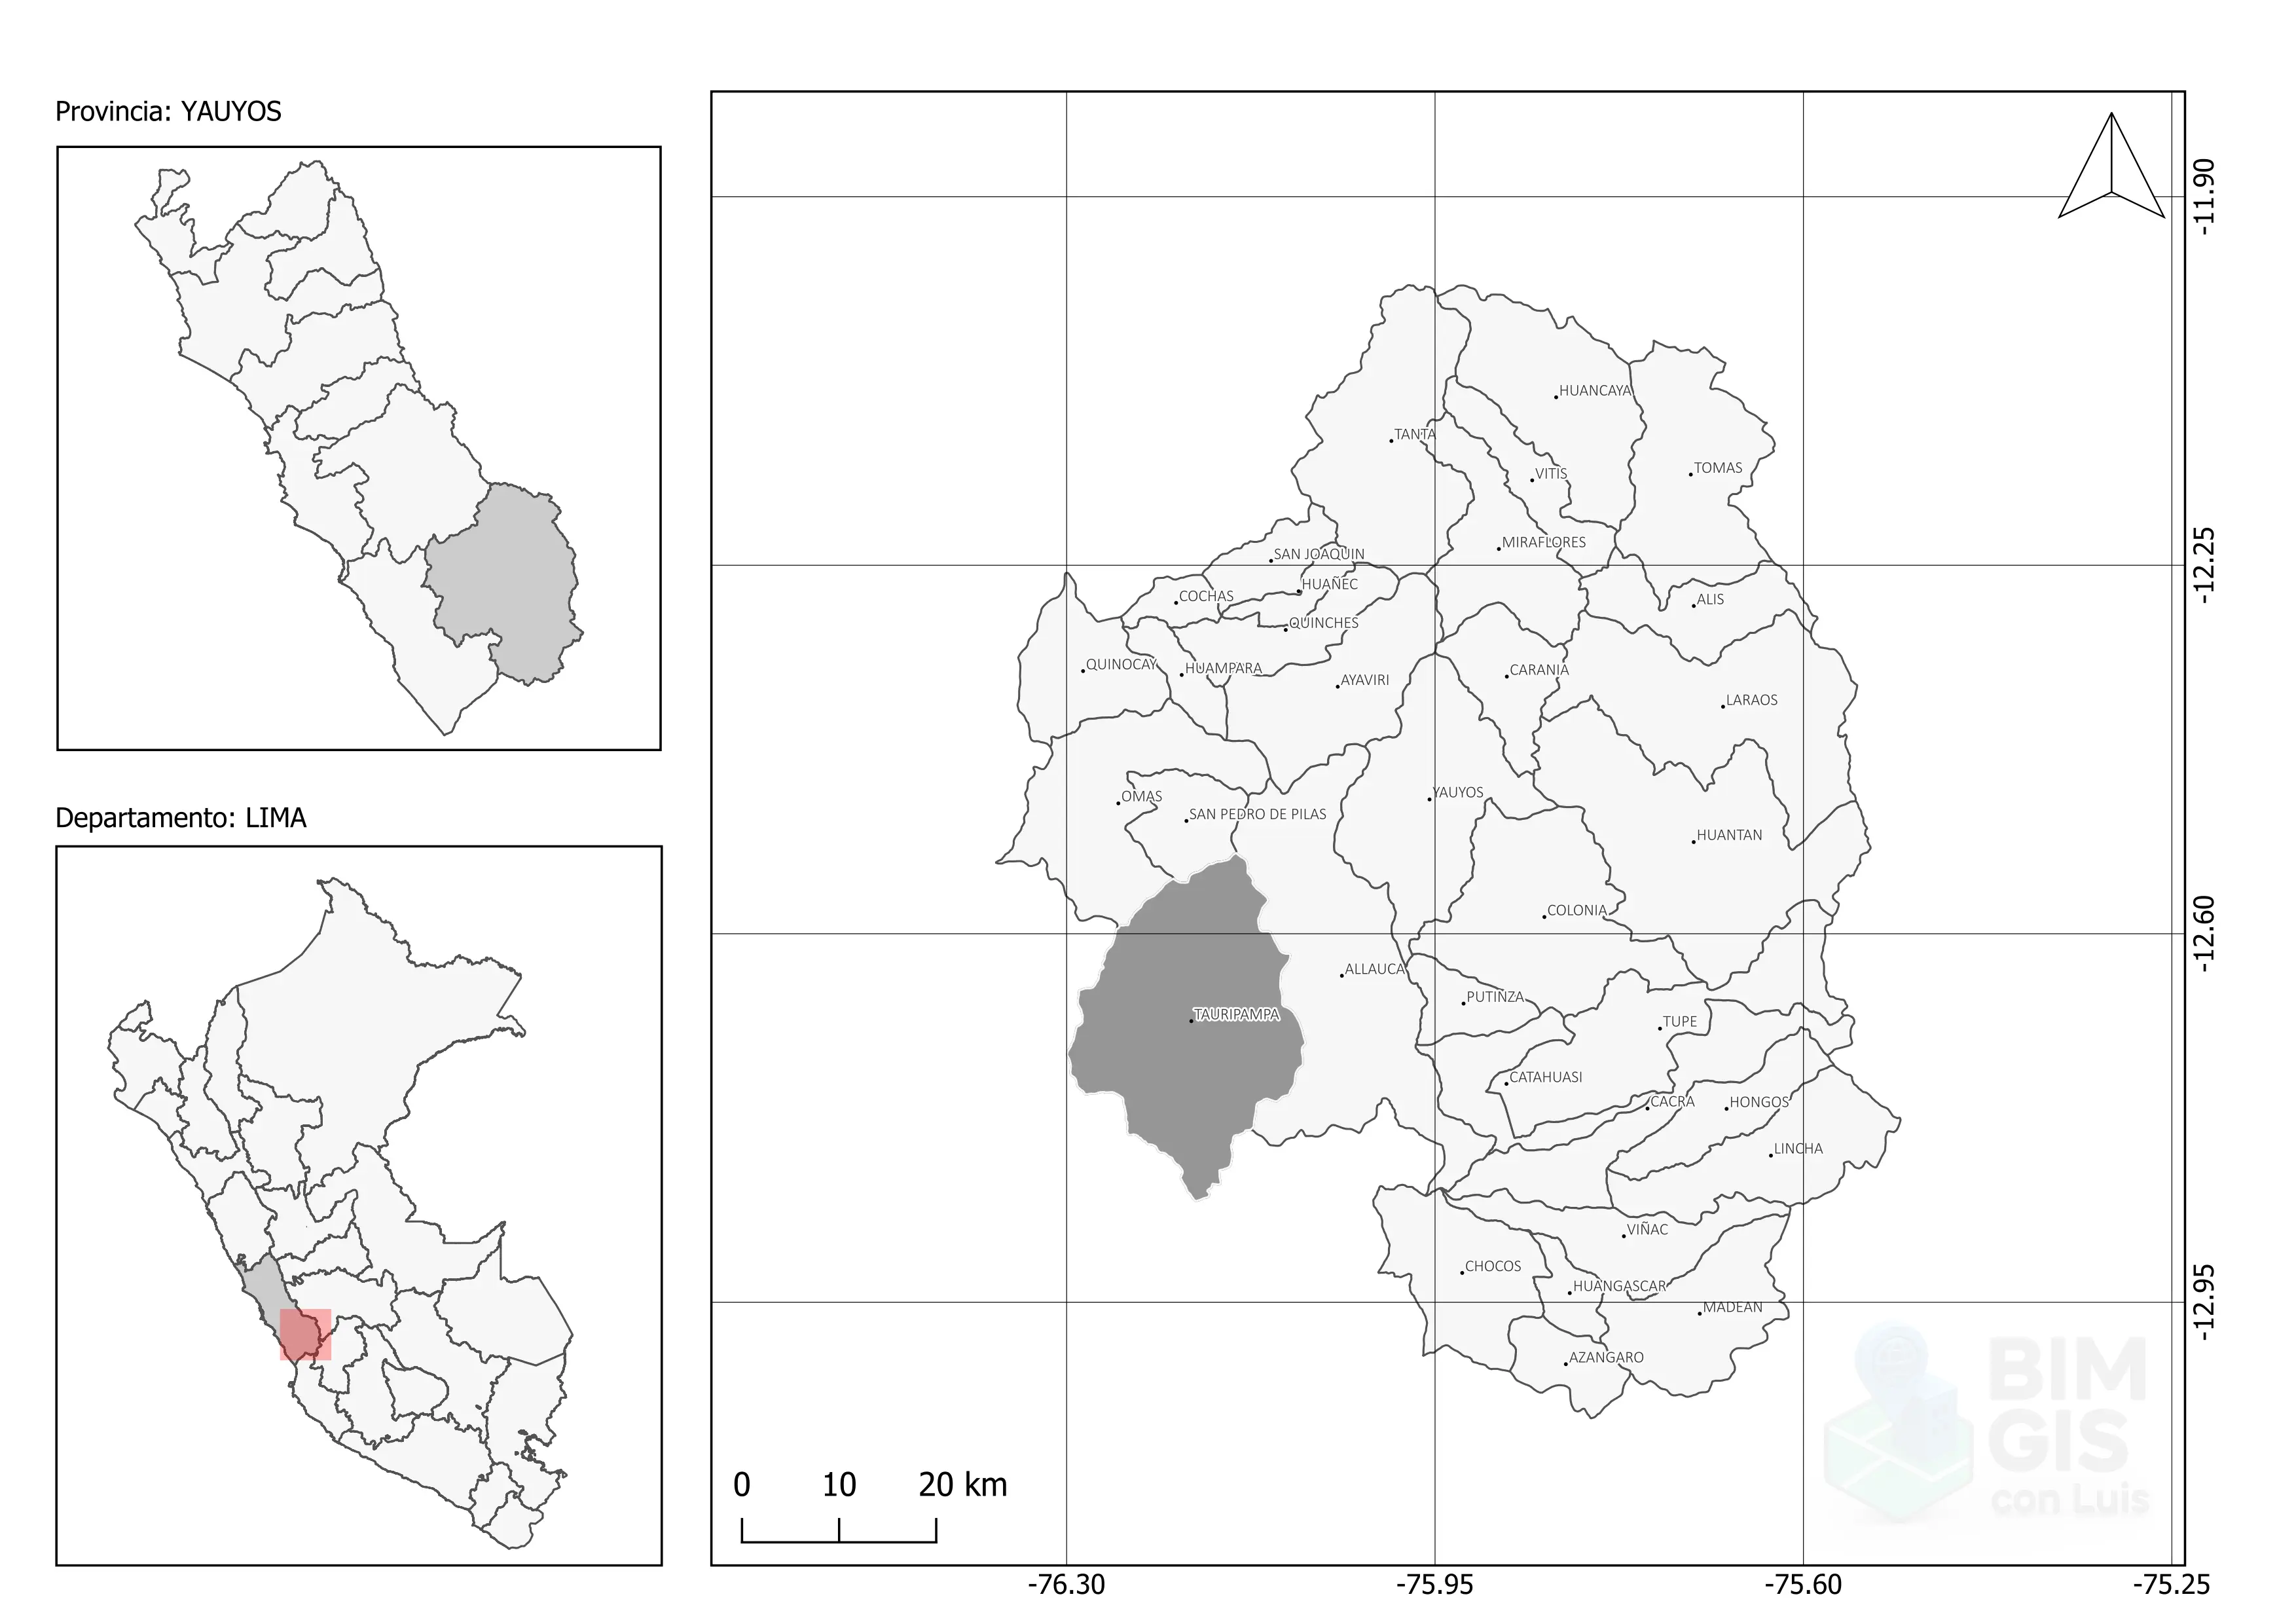 Provincia: YAUYOS
Departamento: LIMA
HUANCAYA
TANTA
TOMAS
VITIS
MIRAFLORES
SAN JOAQUIN
HUAÑEC
COCHAS
ALIS
QUINCHES
QUINOCAY
HUAMPARA
AYAVIRI
CARANIA
LARAOS
OMAS
SAN PEDRO DE PILAS
YAUYOS
HUANTAN
COLONIA
ALLAUCA
PUTINZA
TAURIPAMPA
TUPE
CATAHUASI
CACRA
HONGOS
LINCHA
VIÑAC
CHOCOS
HUANGASCAR
MADEAN
AZANGARO
-11.90
-12.25
-12.60
-12.95
BIM
GIS
con Luis
0 10 20 km
-76.30 -75.95 -75.60 -75.25